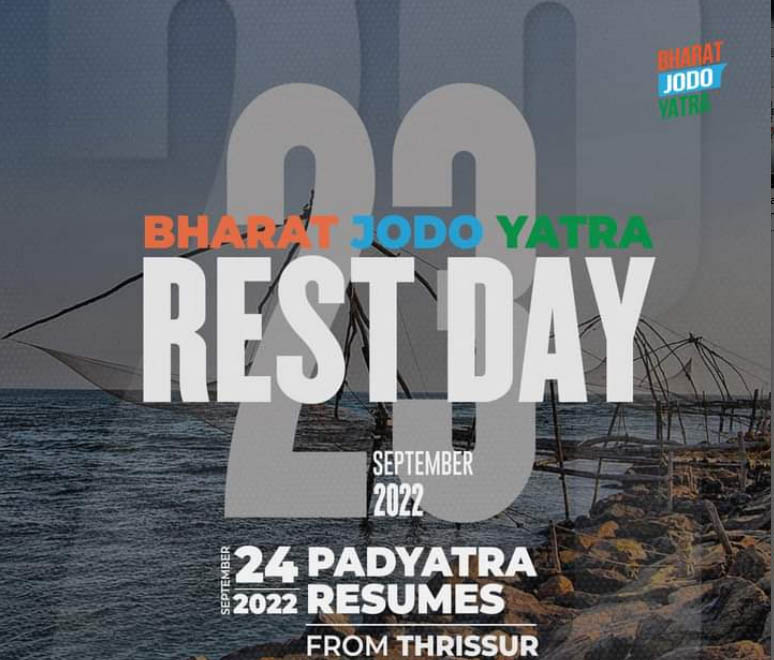 BHARAT
JODO
YATRA
23
BHARAT JODO YATRA
REST DAY
SEPTEMBER
2022
SEPTEMBER
24 PADYATRA
2022 RESUMES
FROM THRISSUR